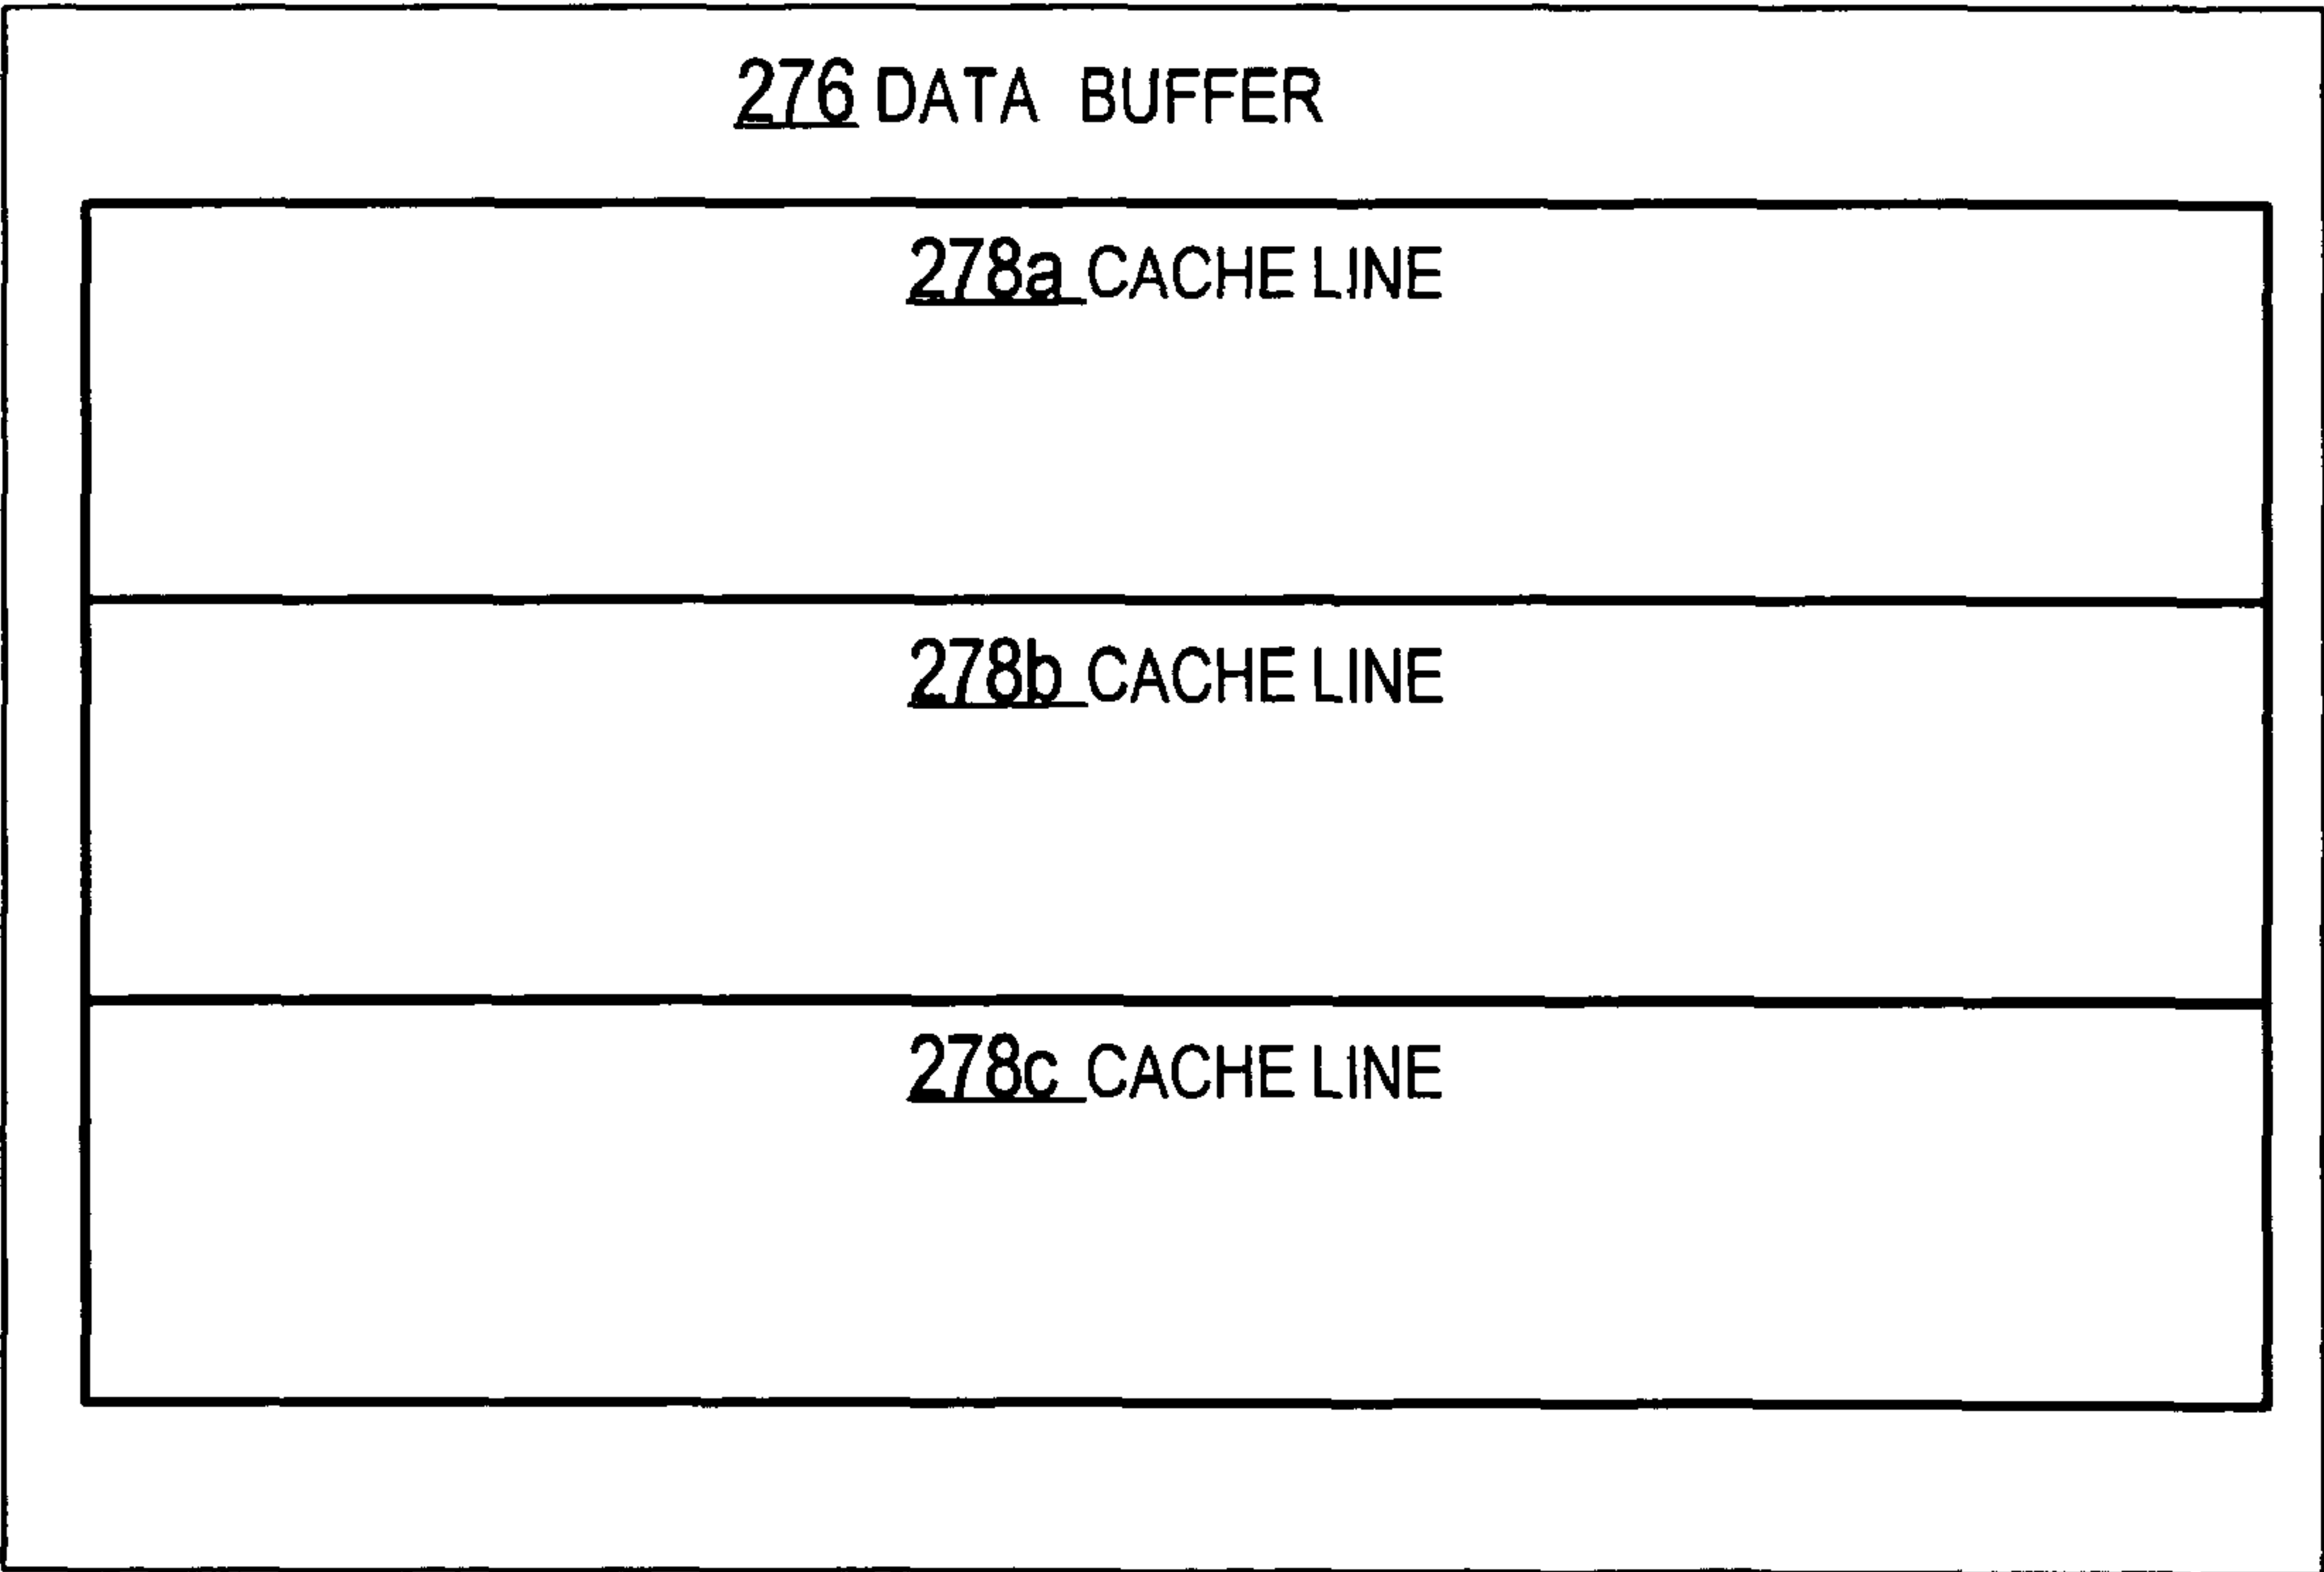 276 DATA BUFFER
278a CACHE LINE
278b CACHE LINE
278c CACHE LINE